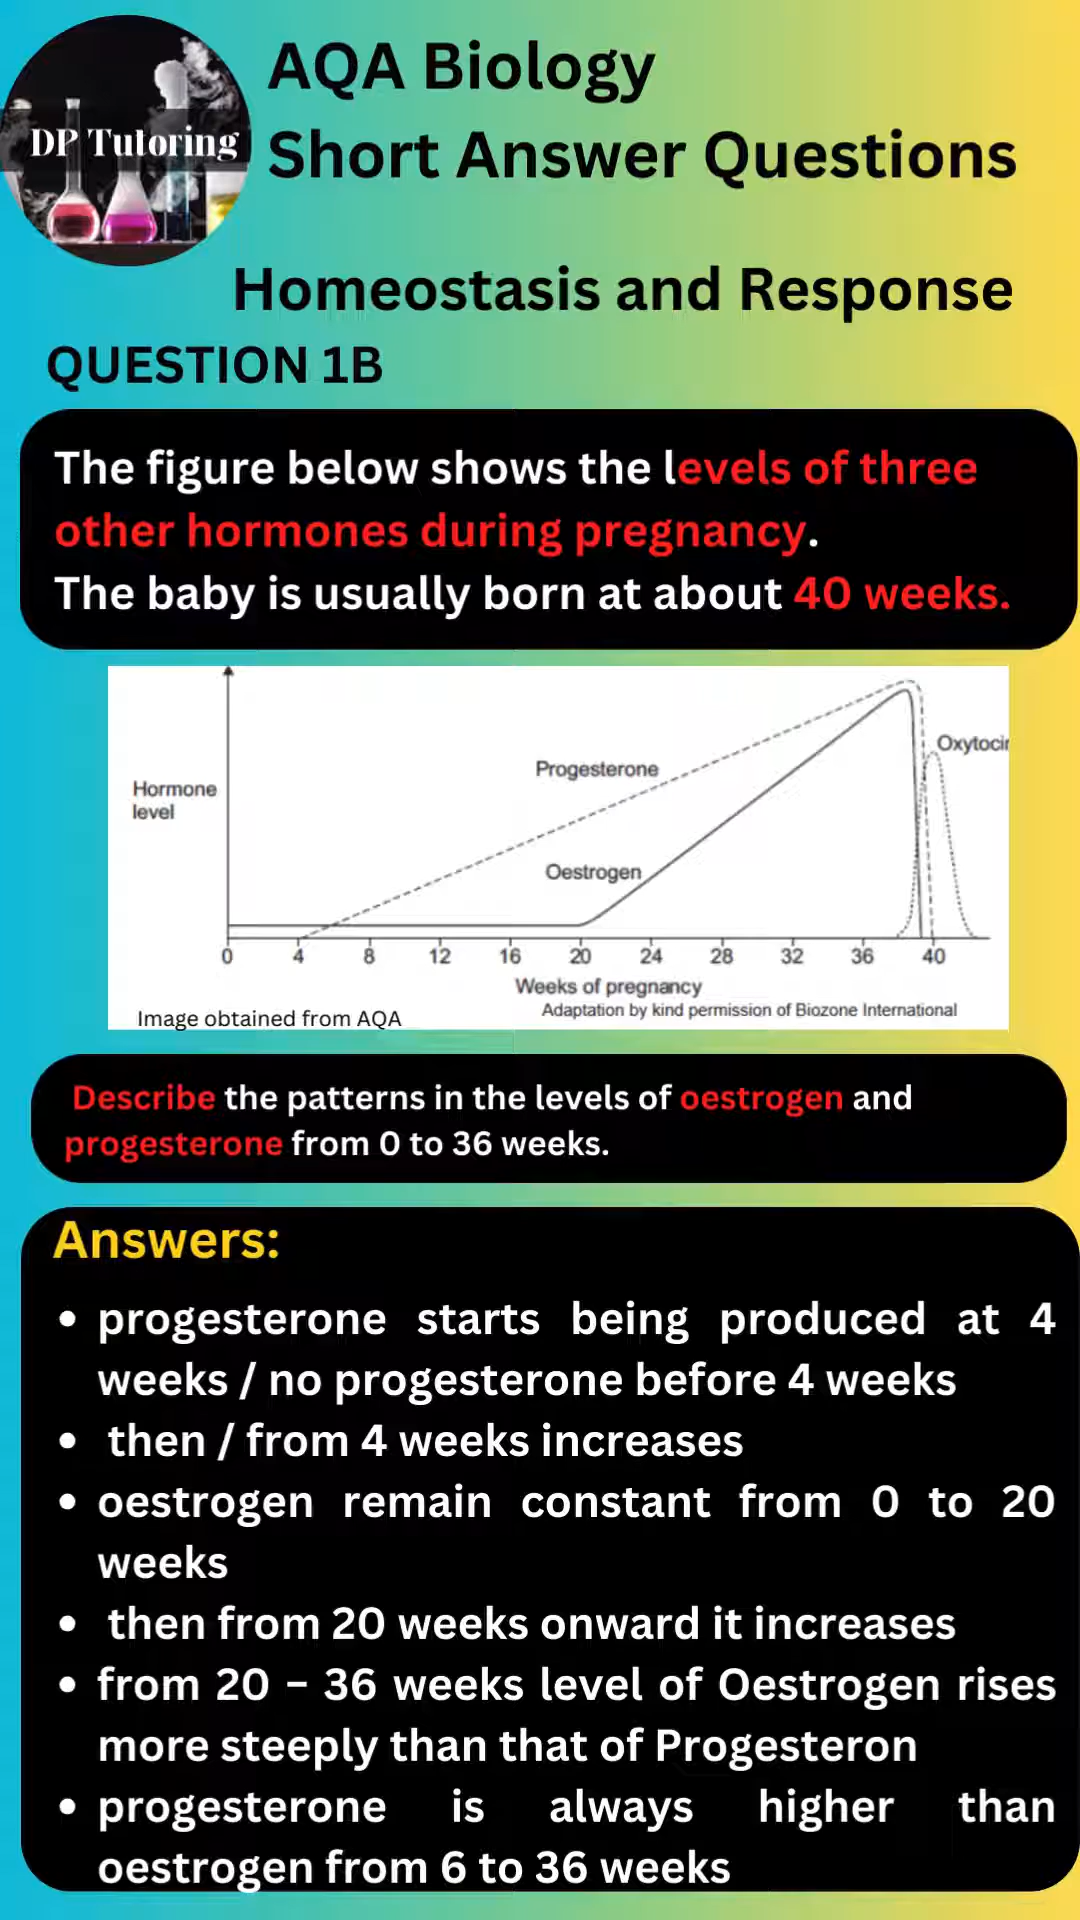 DP Tutoring
AQA Biology
Short Answer Questions
Homeostasis and Response
QUESTION 1B
The figure below shows the levels of three
other hormones during pregnancy.
The baby is usually born at about 40 weeks.
Hormone
level
Progesterone
Oestrogen
Oxytocin
0 4 8 12 16 20 24 28 32 36 40
Weeks of pregnancy
Adaptation by kind permission of Biozone International
Image obtained from AQA
Describe the patterns in the levels of oestrogen and
progesterone from 0 to 36 weeks.
Answers:
• progesterone starts being produced at 4
weeks / no progesterone before 4 weeks
• then / from 4 weeks increases
• oestrogen remain constant from 0 to 20
weeks
• then from 20 weeks onward it increases
• from 20 – 36 weeks level of Oestrogen rises
more steeply than that of Progesteron
• progesterone is always higher than
oestrogen from 6 to 36 weeks